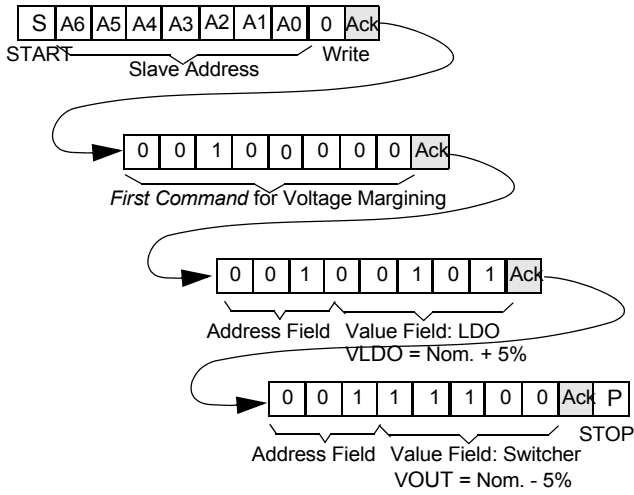 S A6 A5 A4 A3 A2 A1 A0 0 Ack
START Slave Address Write
0 0 1 0 0 0 0 0 Ack
First Command for Voltage Margining
0 0 1 0 0 1 0 1 Ack
Address Field Value Field: LDO
VLDO = Nom. + 5%
0 0 1 1 1 1 0 0 Ack P
STOP
Address Field Value Field: Switcher
VOUT = Nom. - 5%